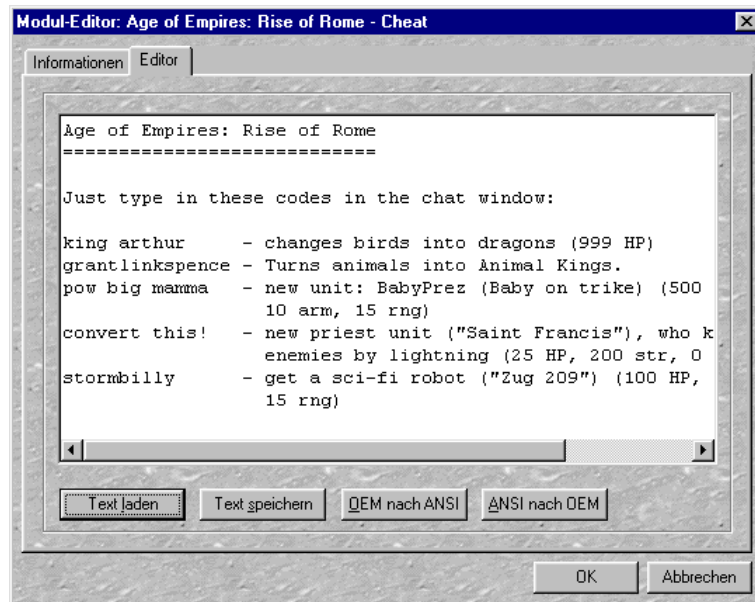 Modul-Editor: Age of Empires: Rise of Rome - Cheat
Informationen Editor
Age of Empires: Rise of Rome
============================
Just type in these codes in the chat window:
king arthur - changes birds into dragons (999 HP)
grantlinkspence - Turns animals into Animal Kings.
pow big mamma - new unit: BabyPrez (Baby on trike) (500
10 arm, 15 rng)
convert this! - new priest unit ("Saint Francis"), who k
enemies by lightning (25 HP, 200 str, 0
stormbilly - get a sci-fi robot ("Zug 209") (100 HP,
15 rng)
Text laden Text speichern OEM nach ANSI ANSI nach OEM
OK Abbrechen